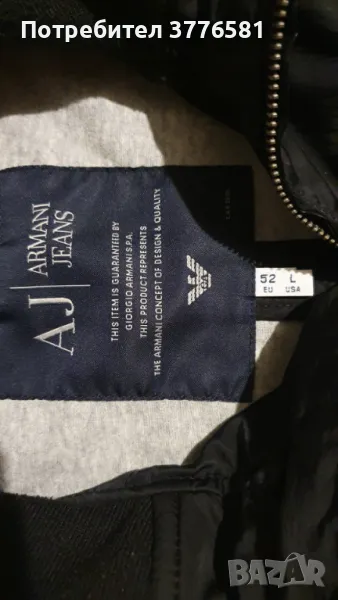 Потребител 3776581
AJ | ARMANI
JEANS
THIS ITEM IS GUARANTEED BY
GIORGIO ARMANI S.P.A.
THIS PRODUCT REPRESENTS
THE ARMANI CONCEPT OF DESIGN & QUALITY
52 L
EU USA
BAZAR